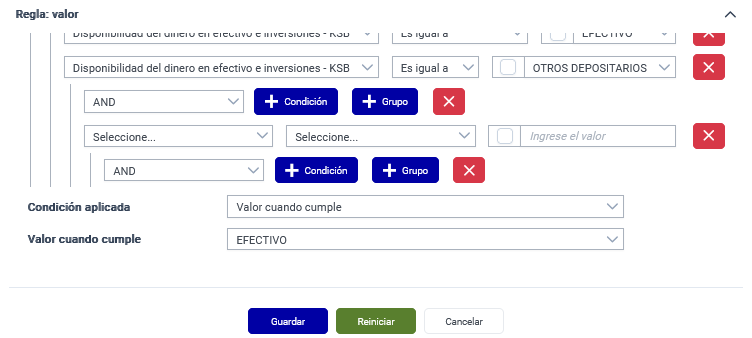 Regla: valor
Disponibilidad del dinero en efectivo e inversiones - KSB Es igual a EFECTIVO
Disponibilidad del dinero en efectivo e inversiones - KSB Es igual a OTROS DEPOSITARIOS
AND Condición Grupo
Seleccione... Seleccione... Ingrese el valor
AND Condición Grupo
Condición aplicada Valor cuando cumple
Valor cuando cumple EFECTIVO
Guardar Reiniciar Cancelar